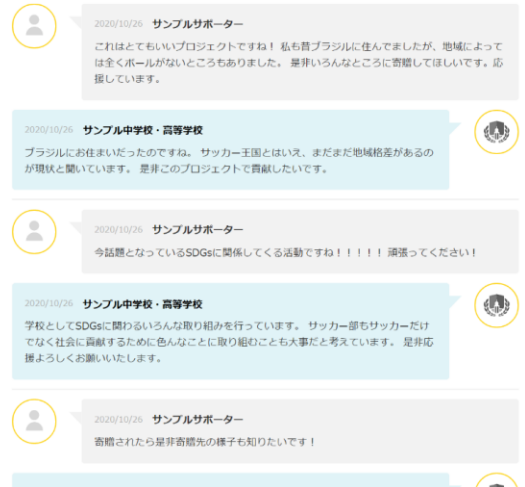 2020/10/26 サンプルサポーター
これはとてもいいプロジェクトですね！ 私も昔ブラジルに住んでましたが、地域によって
は全くボールがないところもありました。 是非いろんなところに寄贈してほしいです。応
援しています。
2020/10/26 サンプル中学校・高等学校
ブラジルにお住まいだったのですね。 サッカー王国とはいえ、まだまだ地域格差があるの
が現状と聞いています。 是非このプロジェクトで貢献したいです。
2020/10/26 サンプルサポーター
今話題となっているSDGsに関係してくる活動ですね！！！！！ 頑張ってください！
2020/10/26 サンプル中学校・高等学校
学校としてSDGsに関わるいろんな取り組みを行っています。 サッカー部もサッカーだけ
でなく社会に貢献するために色んなことに取り組むことも大事だと考えています。 是非応
援よろしくお願いいたします。
2020/10/26 サンプルサポーター
寄贈されたら是非寄贈先の様子も知りたいです！